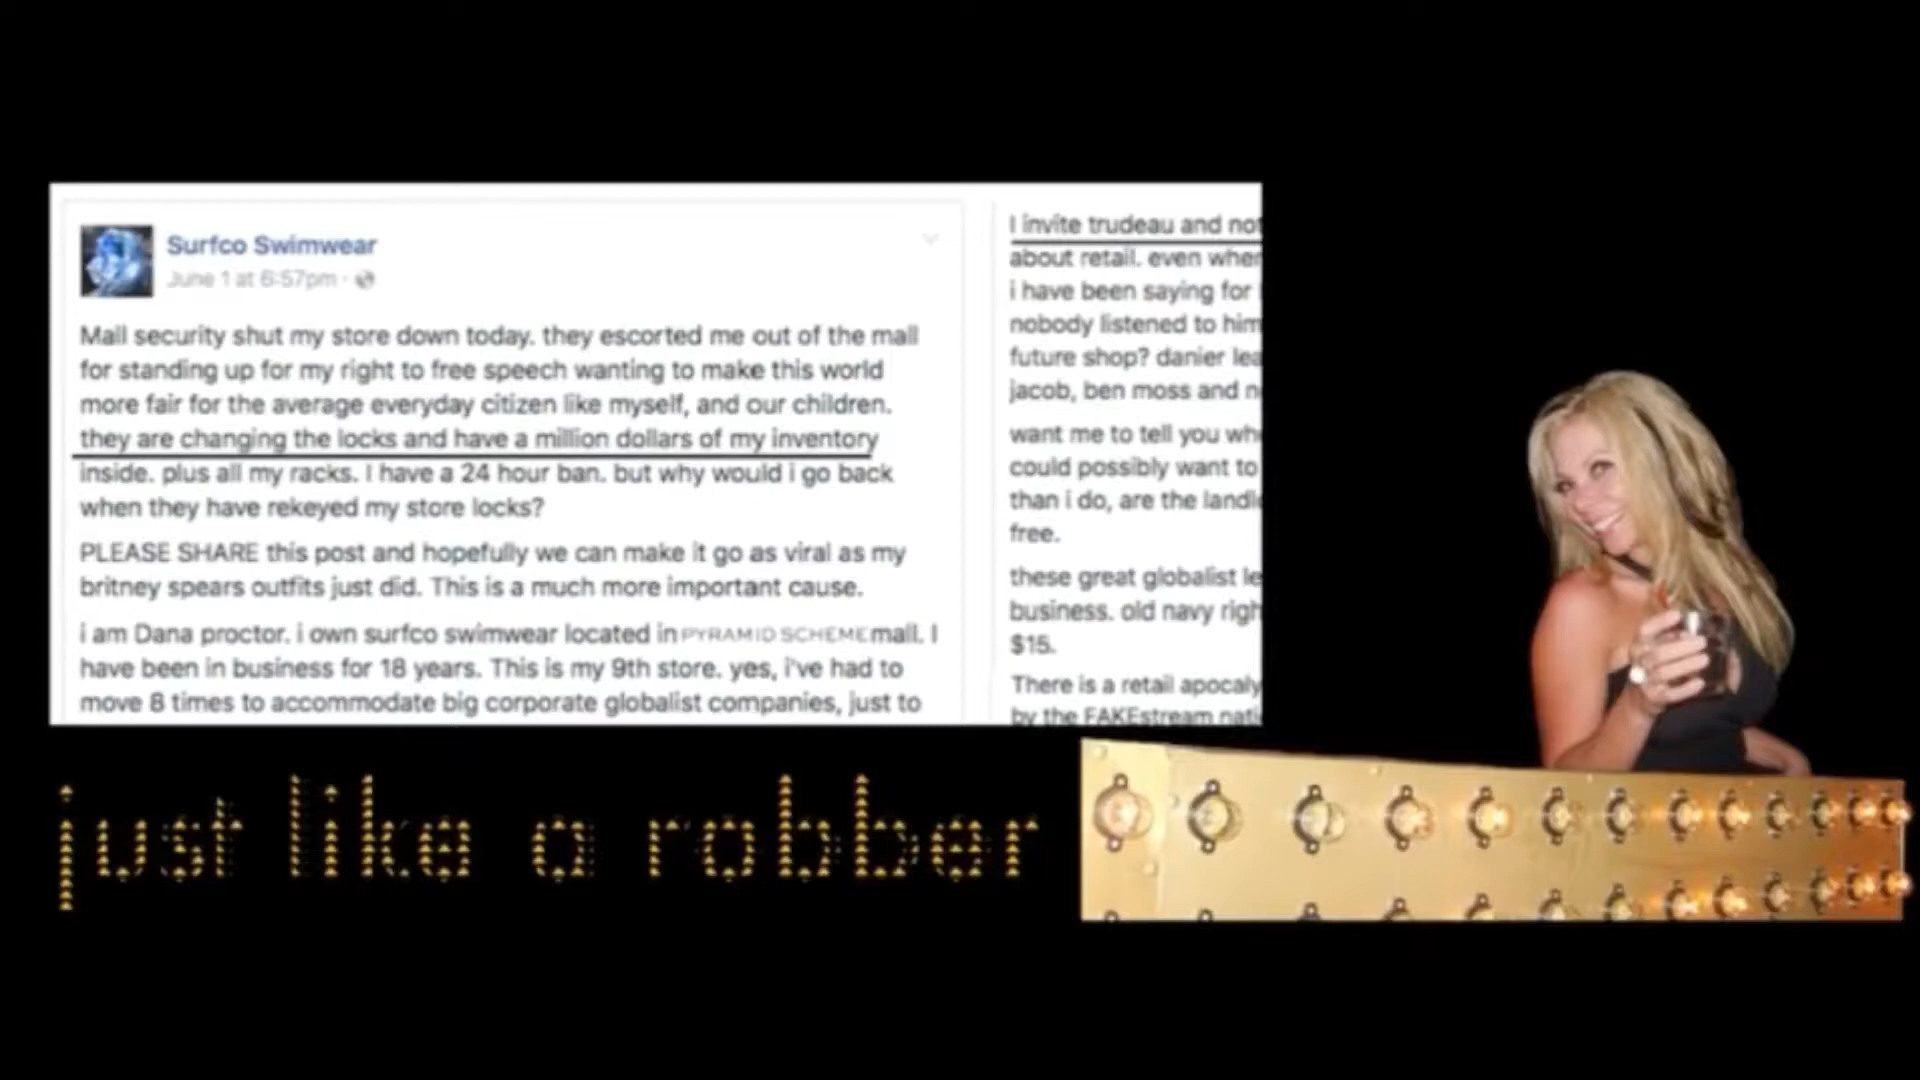 Surfco Swimwear
June 1 at 6:57pm ·
Mall security shut my store down today. they escorted me out of the mall
for standing up for my right to free speech wanting to make this world
more fair for the average everyday citizen like myself, and our children.
they are changing the locks and have a million dollars of my inventory
inside. plus all my racks. I have a 24 hour ban. but why would i go back
when they have rekeyed my store locks?
PLEASE SHARE this post and hopefully we can make it go as viral as my
britney spears outfits just did. This is a much more important cause.
i am Dana proctor. i own surfco swimwear located in PYRAMID SCHEME mall. I
have been in business for 18 years. This is my 9th store. yes, i've had to
move 8 times to accommodate big corporate globalist companies, just to
I invite trudeau and not
about retail. even wher
i have been saying for
nobody listened to him
future shop? danier lea
jacob, ben moss and n
want me to tell you wh
could possibly want to
than i do, are the landl
free.
these great globalist le
business. old navy righ
$15.
There is a retail apocaly
by the FAKEstream nati
just like a robber